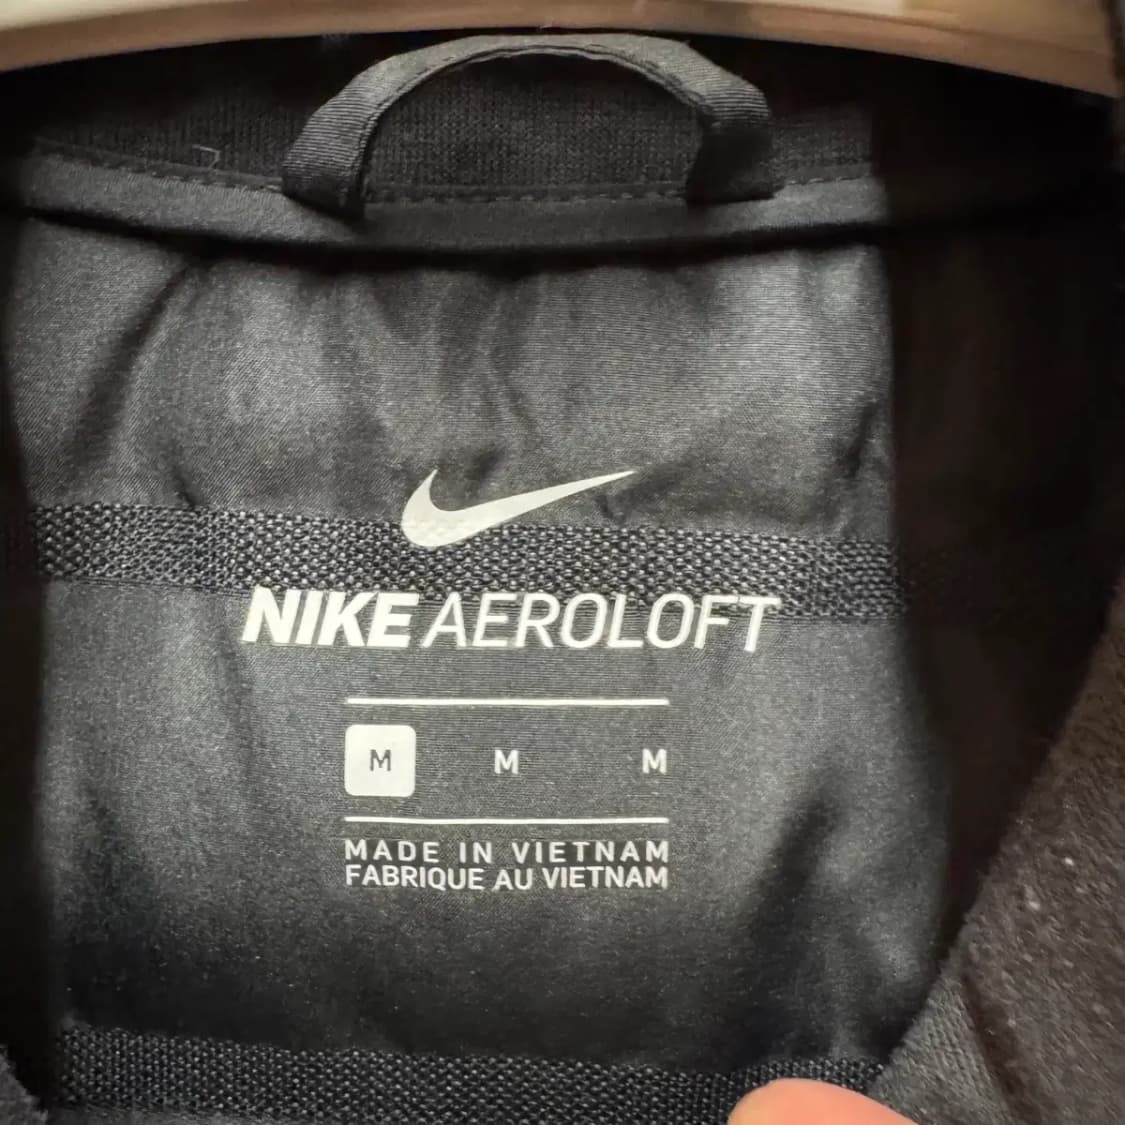 NIKE AEROLOFT
M M M
MADE IN VIETNAM
FABRIQUE AU VIETNAM